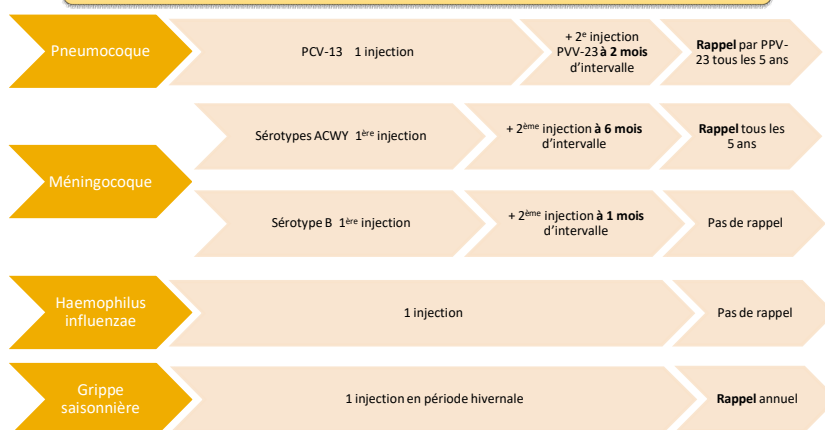 Pneumocoque
PCV-13 1 injection
+ 2e injection
PVV-23 à 2 mois
d'intervalle
Rappel par PPV-
23 tous les 5 ans
Méningocoque
Sérotypes ACWY 1ère injection
+ 2ème injection à 6 mois
d'intervalle
Rappel tous les
5 ans
Sérotype B 1ère injection
+ 2ème injection à 1 mois
d'intervalle
Pas de rappel
Haemophilus
influenzae
1 injection
Pas de rappel
Grippe
saisonnière
1 injection en période hivernale
Rappel annuel